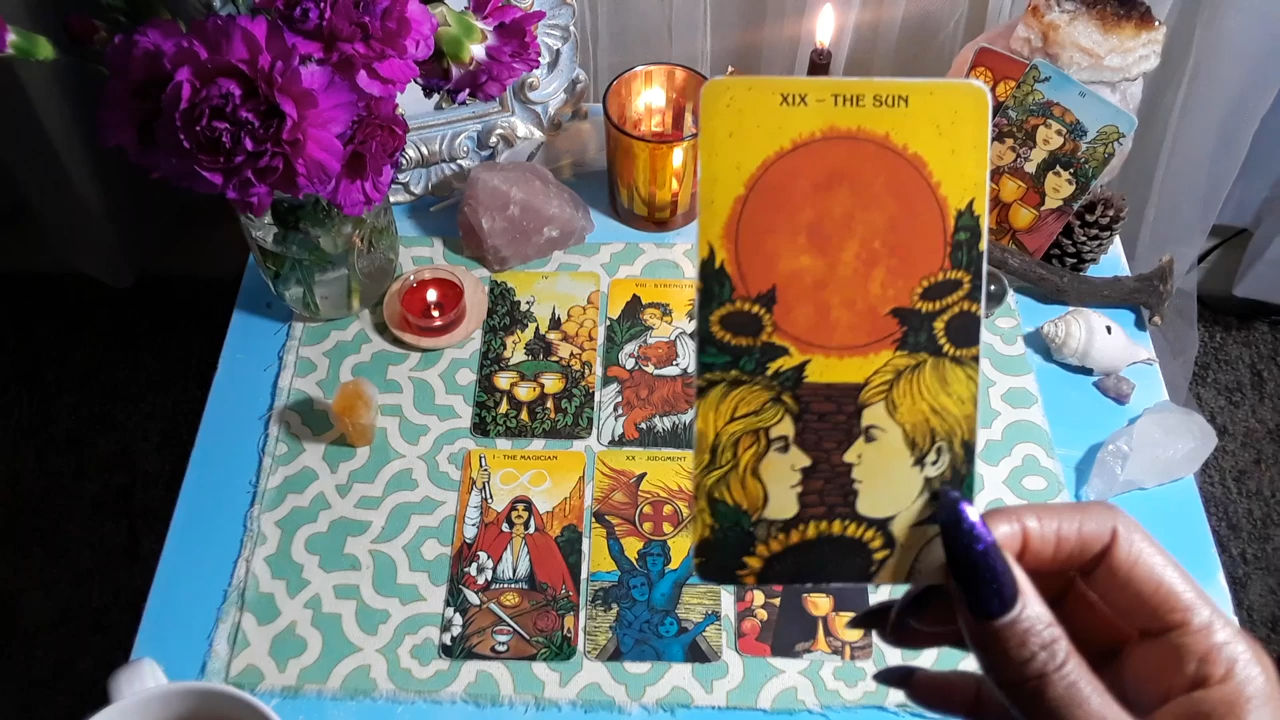 XIX – THE SUN
III
IV
VIII – STRENGTH
I – THE MAGICIAN
XX – JUDGMENT